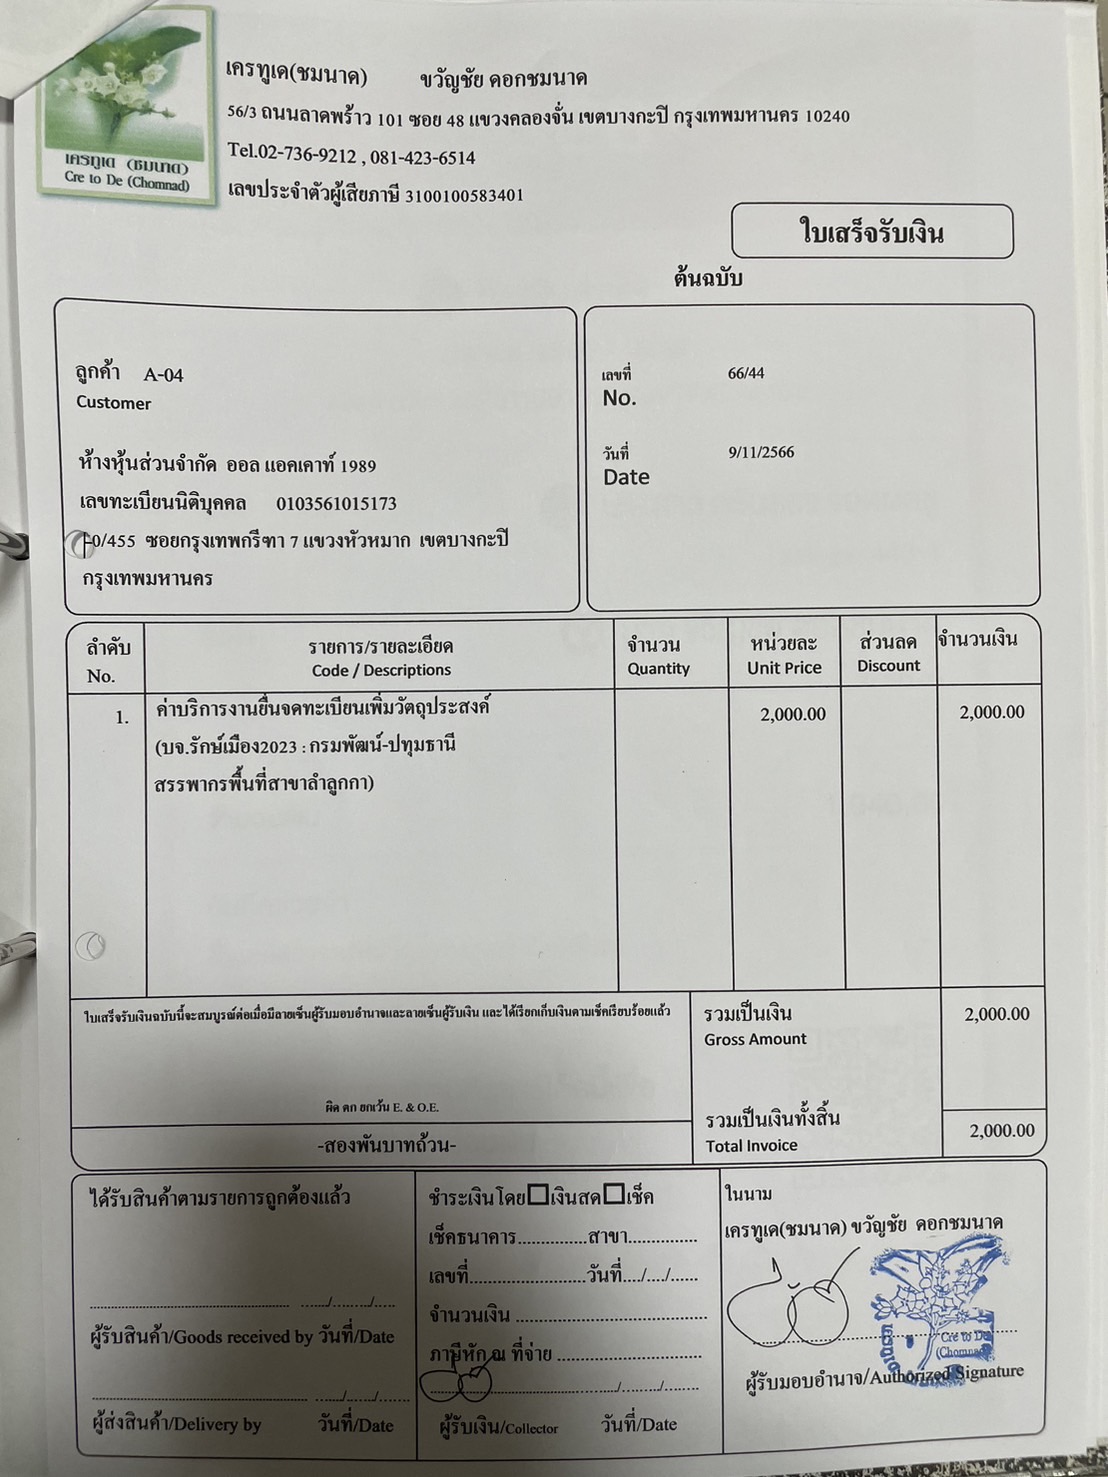 เครทูเด (ชมนาด)
Cre to De (Chomnad)
เครทูเด(ชมนาด) ขวัญชัย ดอกชมนาด
56/3 ถนนลาดพร้าว 101 ซอย 48 แขวงคลองจั่น เขตบางกะปิ กรุงเทพมหานคร 10240
Tel.02-736-9212 , 081-423-6514
เลขประจำตัวผู้เสียภาษี 3100100583401
ใบเสร็จรับเงิน
ต้นฉบับ
ลูกค้า A-04
Customer
ห้างหุ้นส่วนจำกัด ออล แอคเคาท์ 1989
เลขทะเบียนนิติบุคคล 0103561015173
0/455 ซอยกรุงเทพกรีฑา 7 แขวงหัวหมาก เขตบางกะปิ
กรุงเทพมหานคร
เลขที่ 66/44
No.
วันที่ 9/11/2566
Date
ลำดับ รายการ/รายละเอียด จำนวน หน่วยละ ส่วนลด จำนวนเงิน
No. Code / Descriptions Quantity Unit Price Discount
1. ค่าบริการงานยื่นจดทะเบียนเพิ่มวัตถุประสงค์ 2,000.00 2,000.00
(บจ.รักษ์เมือง2023 : กรมพัฒน์-ปทุมธานี
สรรพากรพื้นที่สาขาลำลูกกา)
ใบเสร็จรับเงินฉบับนี้จะสมบูรณ์ต่อเมื่อมีลายเซ็นผู้รับมอบอำนาจและลายเซ็นผู้รับเงิน และได้เรียกเก็บเงินตามเช็คเรียบร้อยแล้ว
รวมเป็นเงิน 2,000.00
Gross Amount
ผิด ตก ยกเว้น E. & O.E.
รวมเป็นเงินทั้งสิ้น 2,000.00
Total Invoice
-สองพันบาทถ้วน-
ได้รับสินค้าตามรายการถูกต้องแล้ว
............................................ ....../......../.....
ผู้รับสินค้า/Goods received by วันที่/Date
............................................ ....../......./.......
ผู้ส่งสินค้า/Delivery by วันที่/Date
ชำระเงินโดย☐เงินสด☐เช็ค
เช็คธนาคาร..............สาขา..............
เลขที่........................วันที่..../..../......
จำนวนเงิน ........................................
ภาษีหัก ณ ที่จ่าย ..............................
................................../......../.......
ผู้รับเงิน/Collector วันที่/Date
ในนาม
เครทูเด(ชมนาด) ขวัญชัย ดอกชมนาด
Cre to De
(Chomnad)
ผู้รับมอบอำนาจ/Authorized Signature